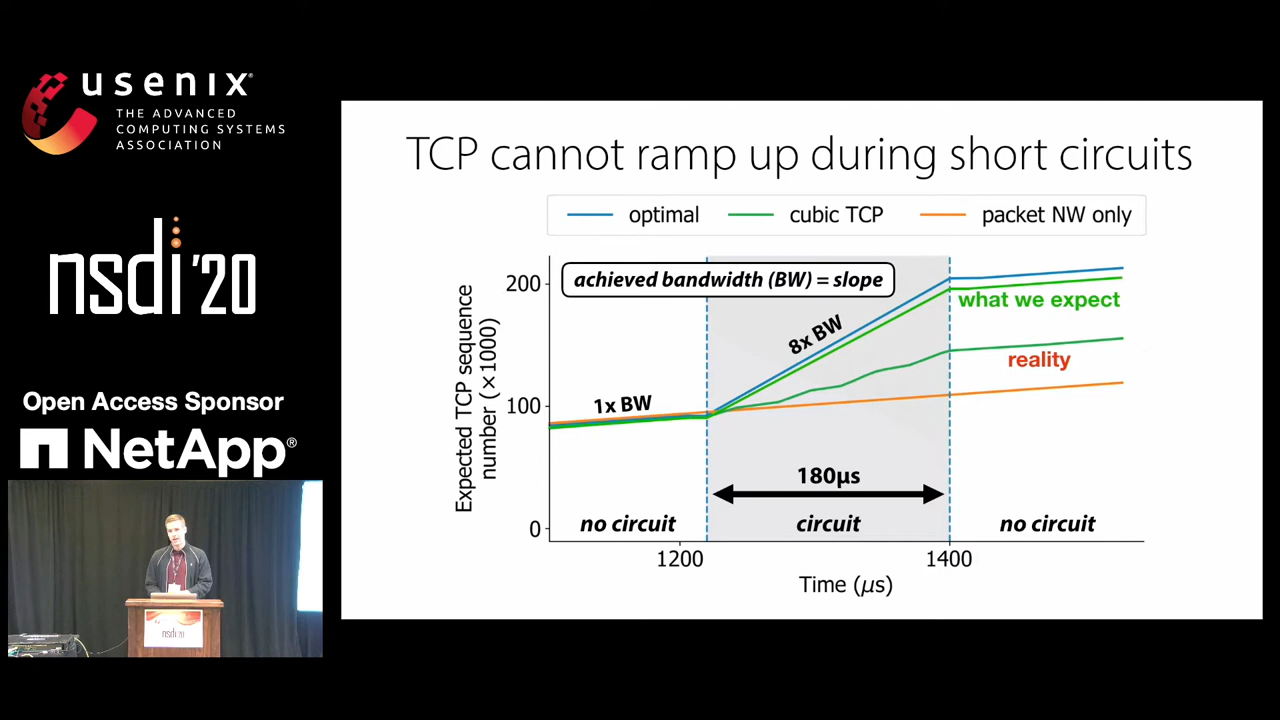 usenix®
THE ADVANCED
COMPUTING SYSTEMS
ASSOCIATION
nsdi '20
Open Access Sponsor
NetApp®
nsdi '20
TCP cannot ramp up during short circuits
optimal
cubic TCP
packet NW only
achieved bandwidth (BW) = slope
Expected TCP sequence
number (×1000)
200
100
0
1x BW
8x BW
what we expect
reality
180μs
no circuit
circuit
no circuit
1200
1400
Time (μs)